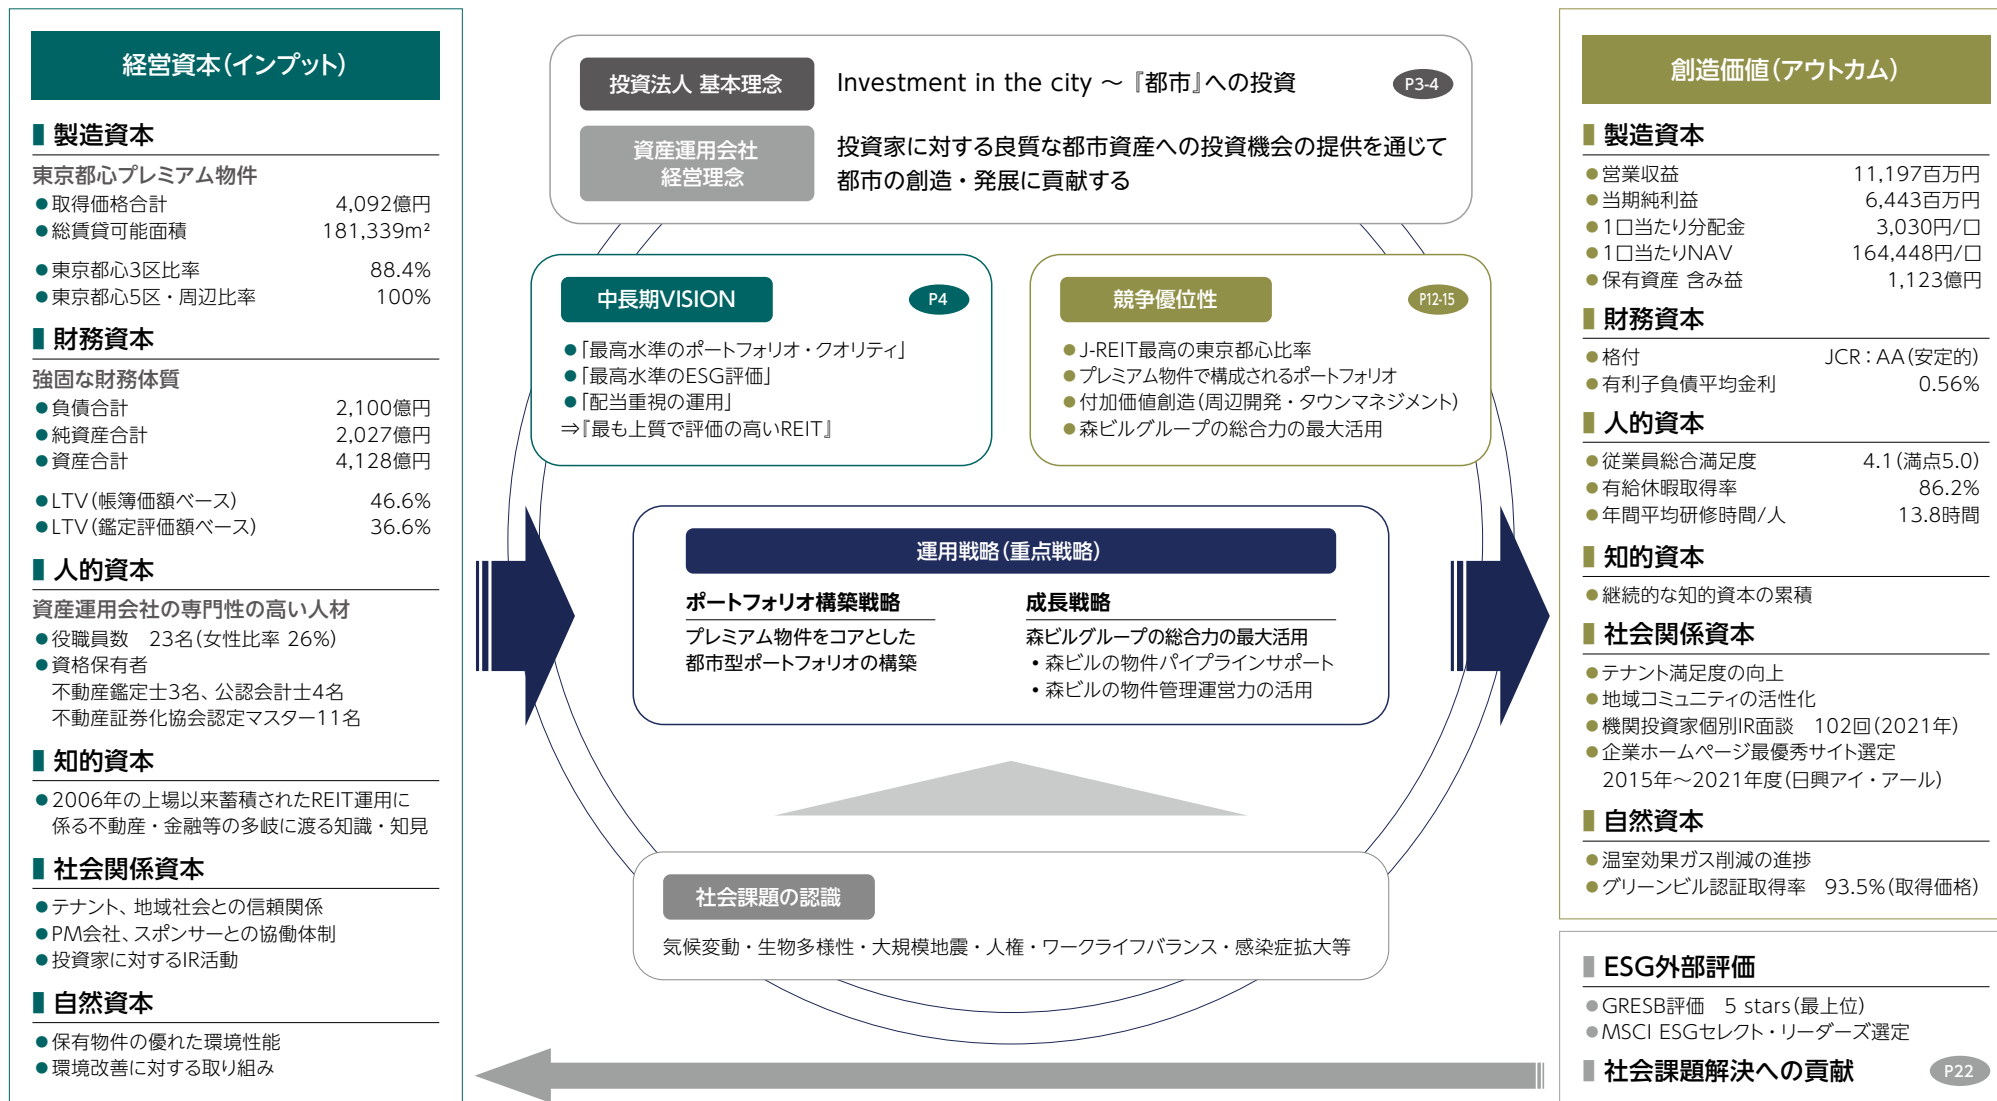 経営資本（インプット）
製造資本
東京都心プレミアム物件
●取得価格合計 4,092億円
●総賃貸可能面積 181,339m²
●東京都心3区比率 88.4%
●東京都心5区・周辺比率 100%
財務資本
強固な財務体質
●負債合計 2,100億円
●純資産合計 2,027億円
●資産合計 4,128億円
●LTV（帳簿価額ベース） 46.6%
●LTV（鑑定評価額ベース） 36.6%
人的資本
資産運用会社の専門性の高い人材
●役職員数　23名（女性比率 26%）
●資格保有者
不動産鑑定士3名、公認会計士4名
不動産証券化協会認定マスター11名
知的資本
●2006年の上場以来蓄積されたREIT運用に
係る不動産・金融等の多岐に渡る知識・知見
社会関係資本
●テナント、地域社会との信頼関係
●PM会社、スポンサーとの協働体制
●投資家に対するIR活動
自然資本
●保有物件の優れた環境性能
●環境改善に対する取り組み
投資法人 基本理念
Investment in the city ～『都市』への投資
P3-4
資産運用会社
経営理念
投資家に対する良質な都市資産への投資機会の提供を通じて
都市の創造・発展に貢献する
中長期VISION
P4
●「最高水準のポートフォリオ・クオリティ」
●「最高水準のESG評価」
●「配当重視の運用」
⇒『最も上質で評価の高いREIT』
競争優位性
P12-15
●J-REIT最高の東京都心比率
●プレミアム物件で構成されるポートフォリオ
●付加価値創造（周辺開発・タウンマネジメント）
●森ビルグループの総合力の最大活用
運用戦略（重点戦略）
ポートフォリオ構築戦略
プレミアム物件をコアとした
都市型ポートフォリオの構築
成長戦略
森ビルグループの総合力の最大活用
・森ビルの物件パイプラインサポート
・森ビルの物件管理運営力の活用
社会課題の認識
気候変動・生物多様性・大規模地震・人権・ワークライフバランス・感染症拡大等
創造価値（アウトカム）
製造資本
●営業収益 11,197百万円
●当期純利益 6,443百万円
●1口当たり分配金 3,030円/口
●1口当たりNAV 164,448円/口
●保有資産 含み益 1,123億円
財務資本
●格付 JCR：AA（安定的）
●有利子負債平均金利 0.56%
人的資本
●従業員総合満足度 4.1（満点5.0）
●有給休暇取得率 86.2%
●年間平均研修時間/人 13.8時間
知的資本
●継続的な知的資本の累積
社会関係資本
●テナント満足度の向上
●地域コミュニティの活性化
●機関投資家個別IR面談　102回（2021年）
●企業ホームページ最優秀サイト選定
2015年～2021年度（日興アイ・アール）
自然資本
●温室効果ガス削減の進捗
●グリーンビル認証取得率　93.5%（取得価格）
ESG外部評価
●GRESB評価　5 stars（最上位）
●MSCI ESGセレクト・リーダーズ選定
社会課題解決への貢献
P22